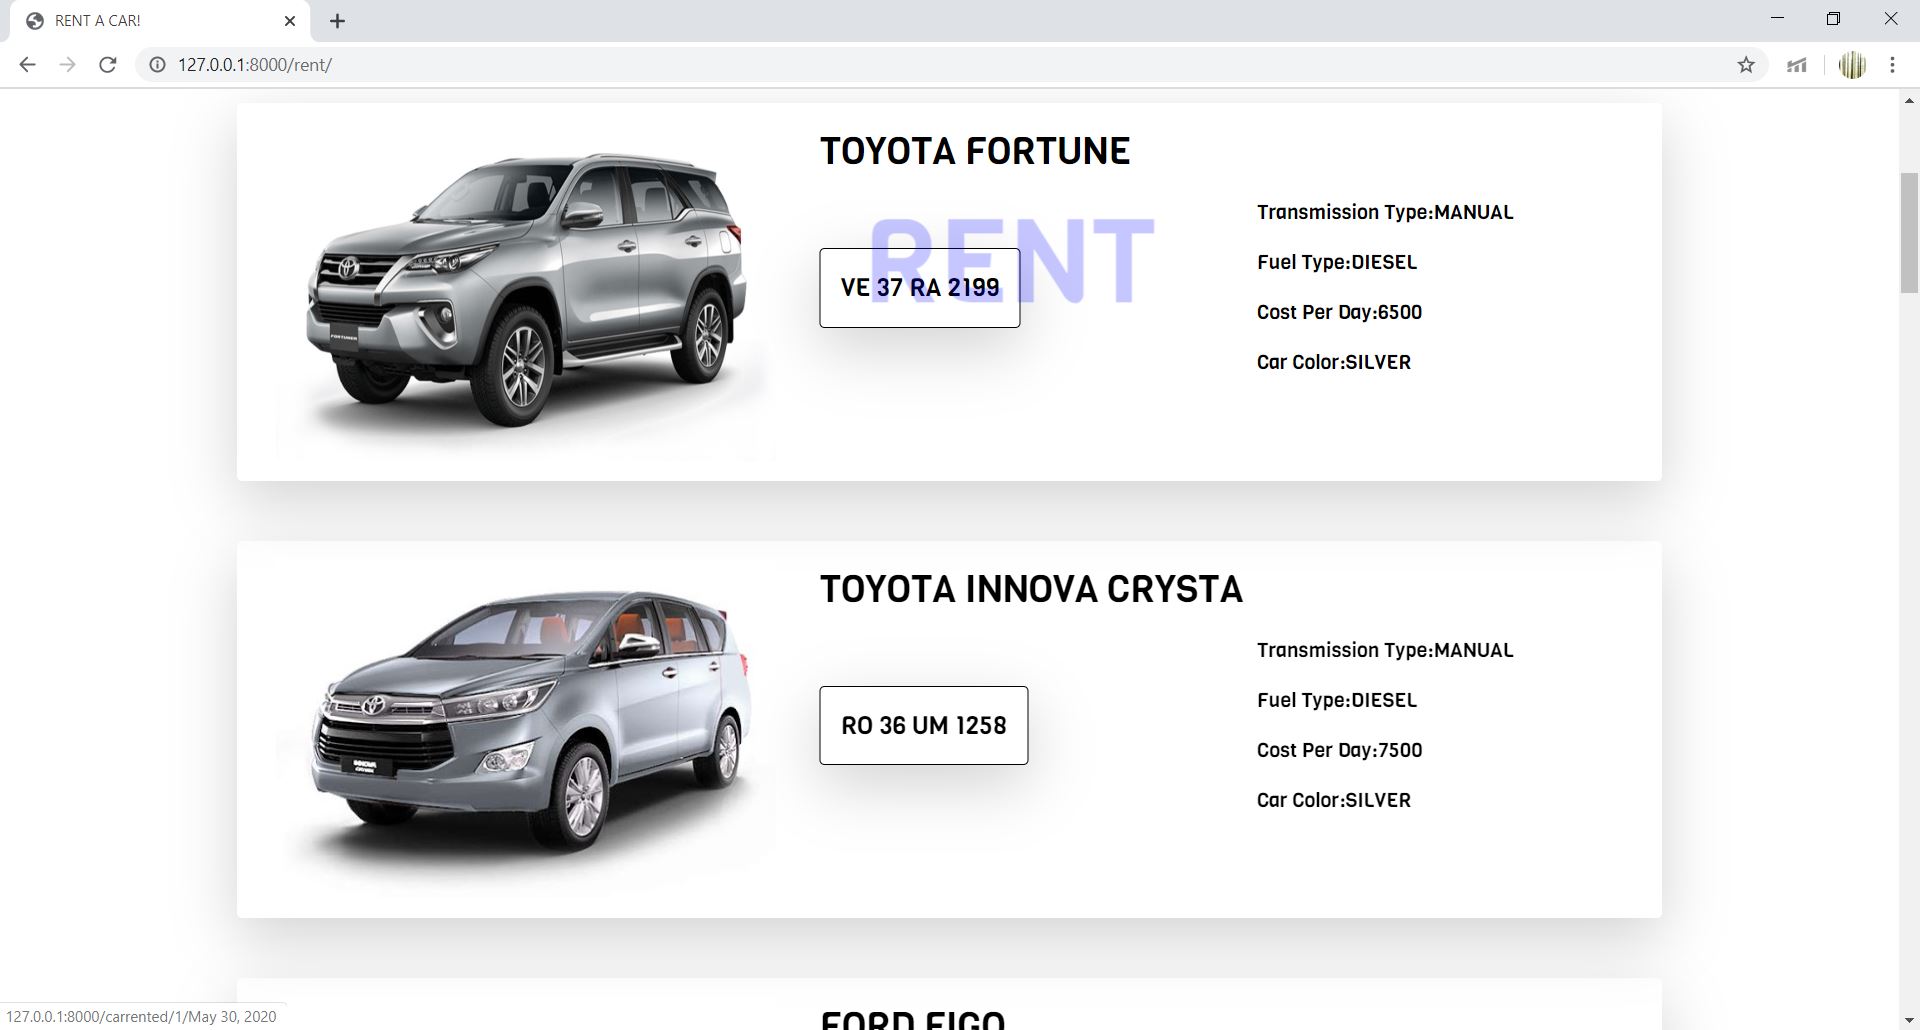 RENT A CAR!
127.0.0.1:8000/rent/
TOYOTA FORTUNE
RENT
VE 37 RA 2199
Transmission Type:MANUAL
Fuel Type:DIESEL
Cost Per Day:6500
Car Color:SILVER
FORTUNER
TOYOTA INNOVA CRYSTA
RO 36 UM 1258
Transmission Type:MANUAL
Fuel Type:DIESEL
Cost Per Day:7500
Car Color:SILVER
INNOVA
FORD FIGO
127.0.0.1:8000/carrented/1/May 30, 2020